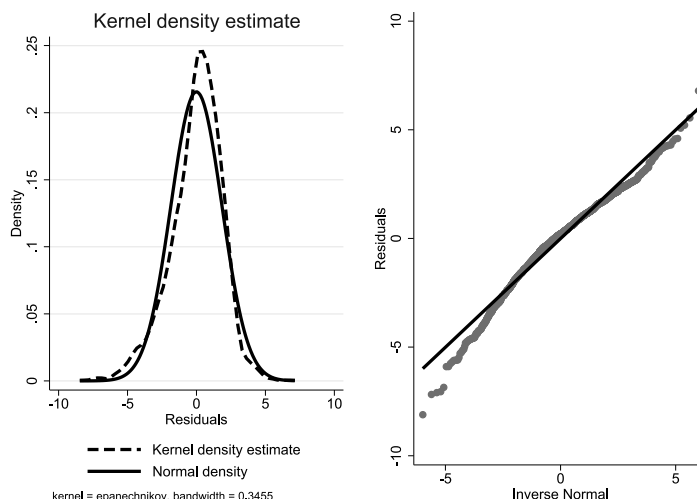 Kernel density estimate
.25
.2
.15
.1
.05
0
Density
-10 -5 0 5 10
Residuals
Kernel density estimate
Normal density
kernel = epanechnikov, bandwidth = 0.3455
10
5
0
-5
-10
Residuals
-5 0 5
Inverse Normal